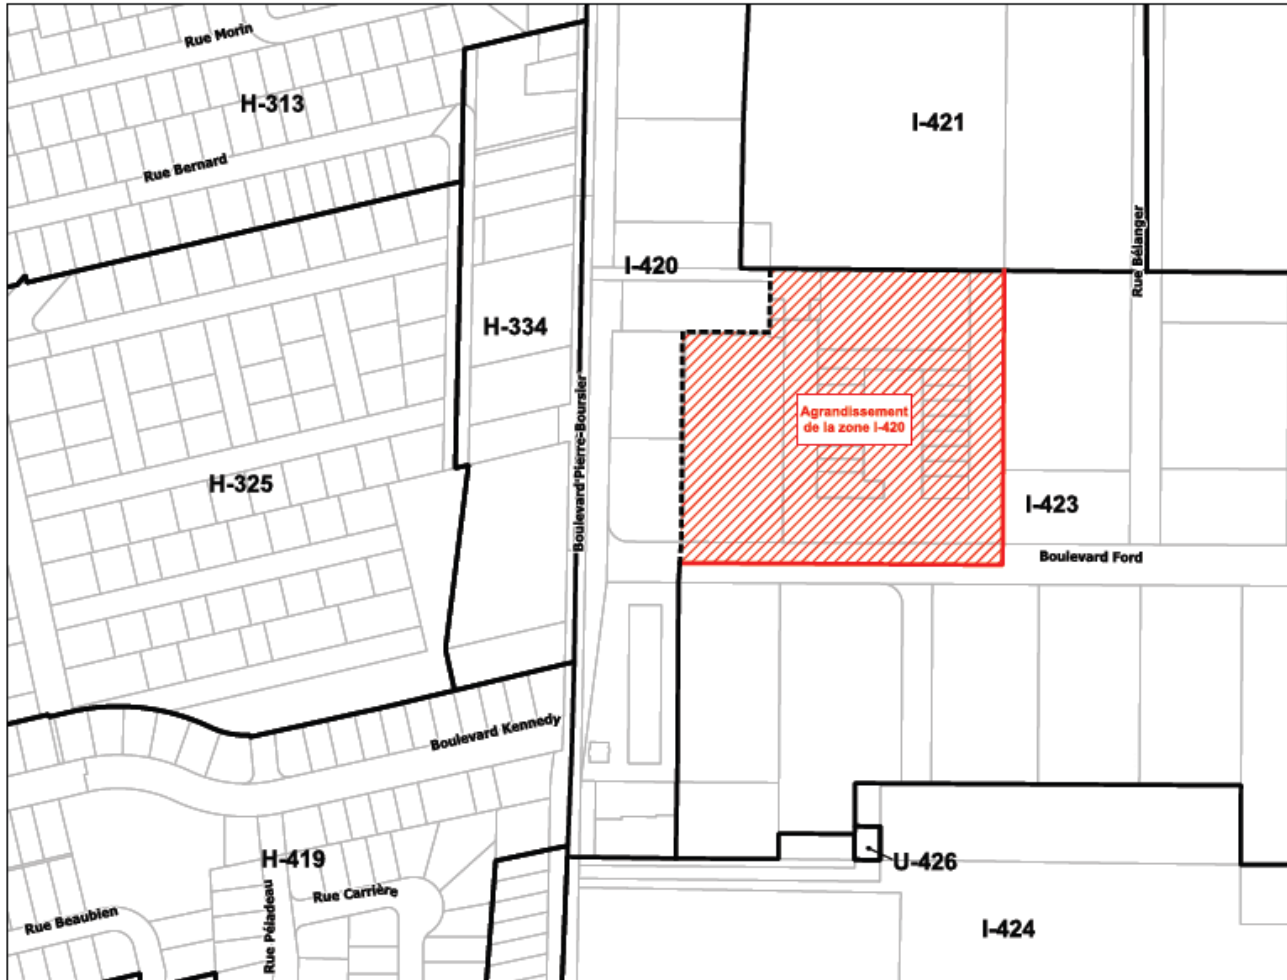 Rue Morin
H-313
I-421
Rue Bernard
Rue Bélanger
I-420
H-334
Boulevard Pierre-Boursier
Agrandissement
de la zone I-420
H-325
I-423
Boulevard Ford
Boulevard Kennedy
H-419
U-426
Rue Carrière
Rue Péladeau
Rue Beaubien
I-424